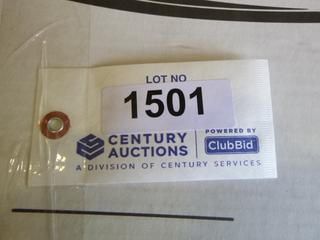 LOT NO
1501
CENTURY
AUCTIONS
POWERED BY
ClubBid
A DIVISION OF CENTURY SERVICES